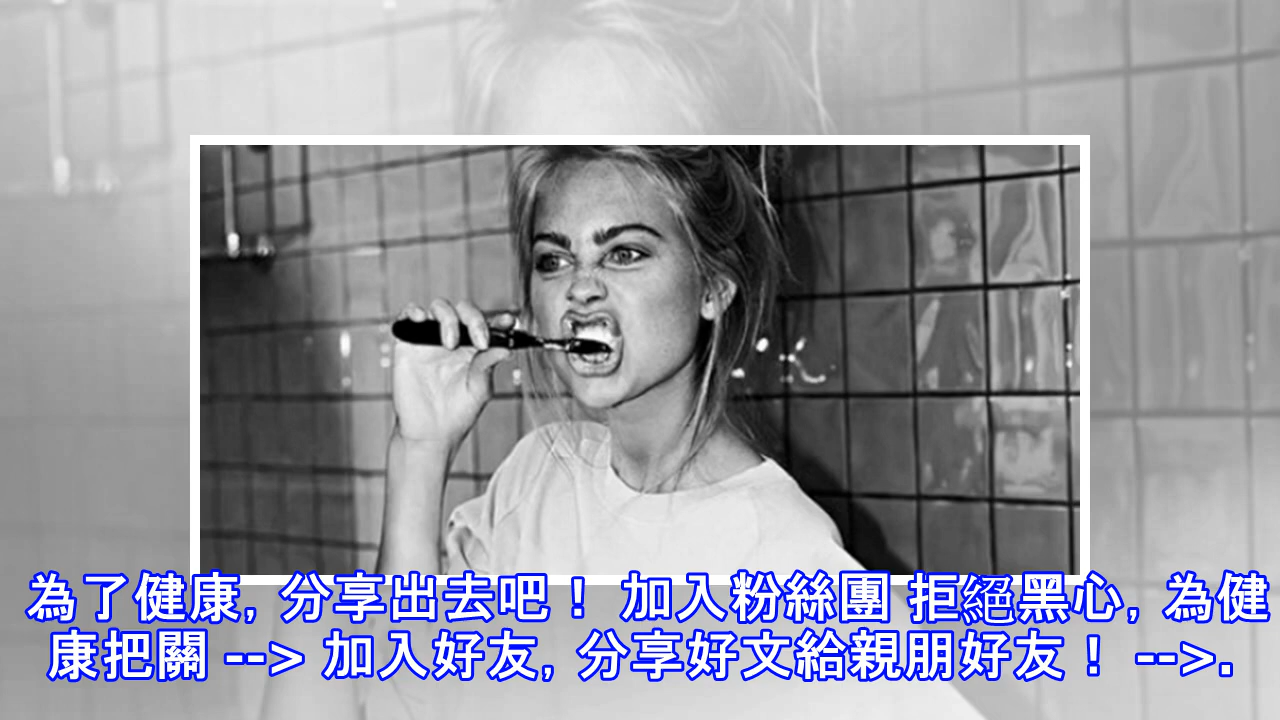 為了健康, 分享出去吧！ 加入粉絲團 拒絕黑心, 為健
康把關 --> 加入好友, 分享好文給親朋好友！ -->.